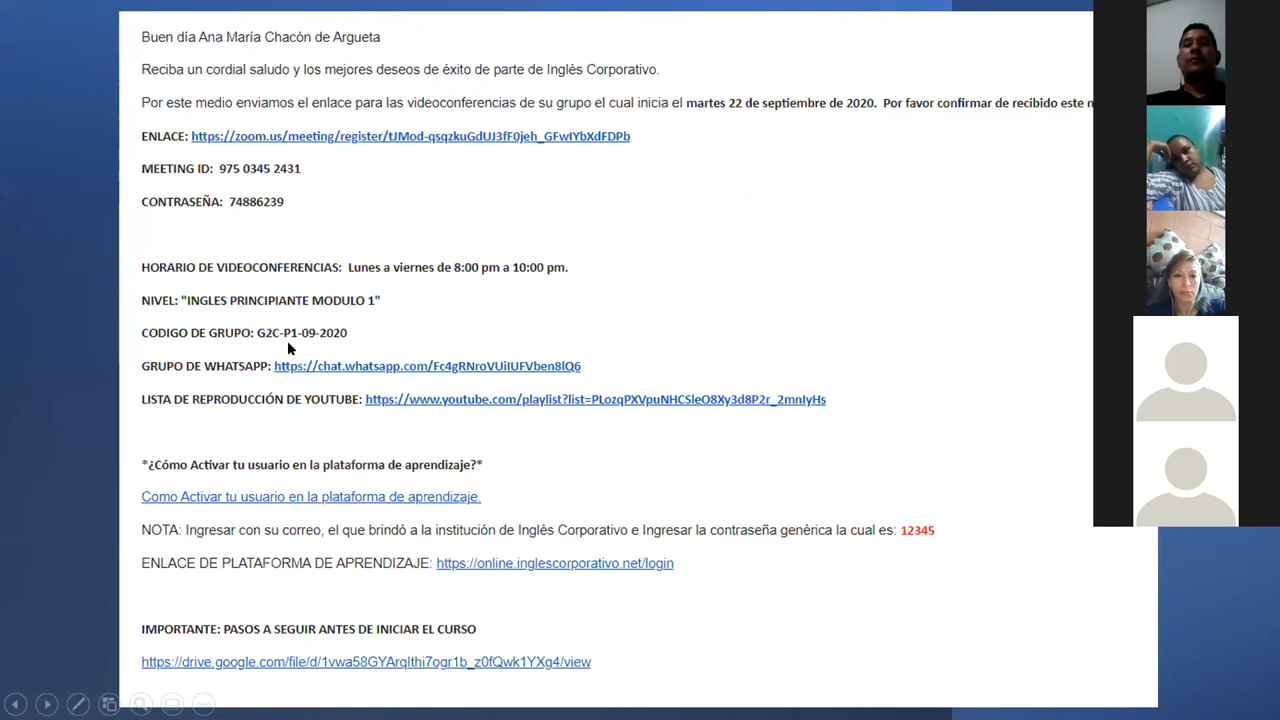 Buen día Ana María Chacón de Argueta
Reciba un cordial saludo y los mejores deseos de éxito de parte de Inglés Corporativo.
Por este medio enviamos el enlace para las videoconferencias de su grupo el cual inicia el martes 22 de septiembre de 2020. Por favor confirmar de recibido este
ENLACE: https://zoom.us/meeting/register/tJMod-qsqzkuGdUJ3fF0jeh_GFwIYbXdFDPb
MEETING ID: 975 0345 2431
CONTRASEÑA: 74886239
HORARIO DE VIDEOCONFERENCIAS: Lunes a viernes de 8:00 pm a 10:00 pm.
NIVEL: "INGLES PRINCIPIANTE MODULO 1"
CODIGO DE GRUPO: G2C-P1-09-2020
GRUPO DE WHATSAPP: https://chat.whatsapp.com/Fc4gRNroVUiIUFVben8lQ6
LISTA DE REPRODUCCIÓN DE YOUTUBE: https://www.youtube.com/playlist?list=PLozqPXVpuNHCSleO8Xy3d8P2r_2mnIyHs
*¿Cómo Activar tu usuario en la plataforma de aprendizaje?*
Como Activar tu usuario en la plataforma de aprendizaje.
NOTA: Ingresar con su correo, el que brindó a la institución de Inglés Corporativo e Ingresar la contraseña genérica la cual es: 12345
ENLACE DE PLATAFORMA DE APRENDIZAJE: https://online.inglescorporativo.net/login
IMPORTANTE: PASOS A SEGUIR ANTES DE INICIAR EL CURSO
https://drive.google.com/file/d/1vwa58GYArqIthi7ogr1b_z0fQwk1YXg4/view